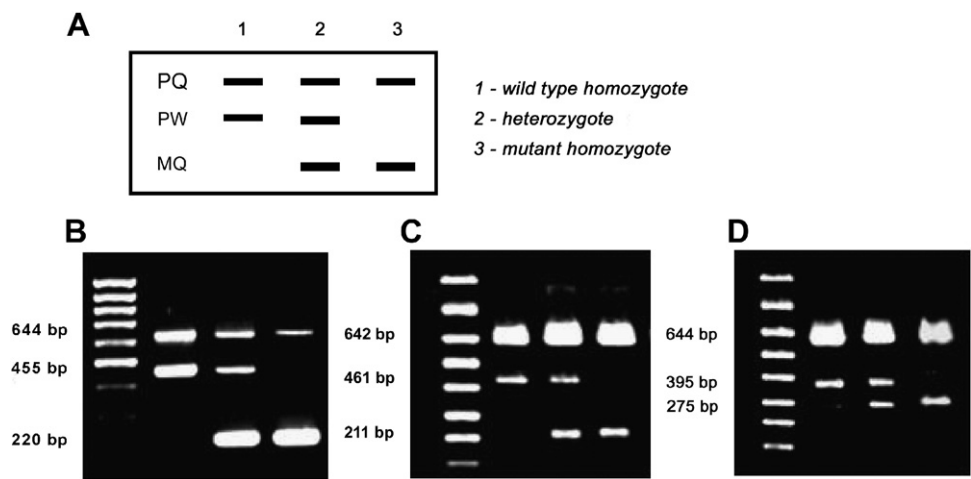 A
1 2 3
PQ
PW
MQ
1 - wild type homozygote
2 - heterozygote
3 - mutant homozygote
B
644 bp
455 bp
220 bp
C
642 bp
461 bp
211 bp
D
644 bp
395 bp
275 bp